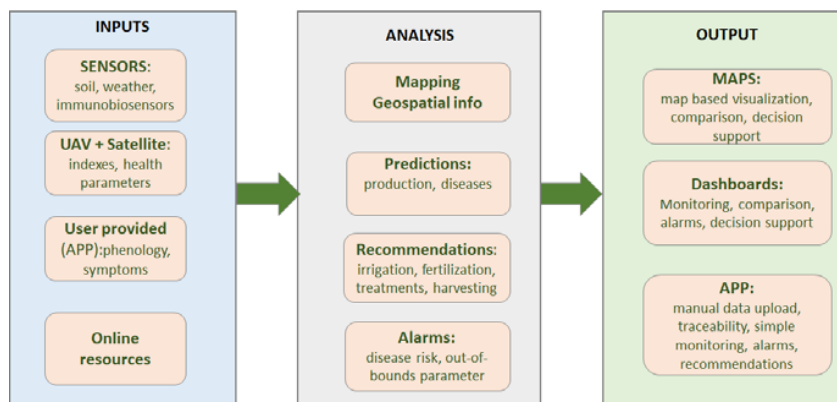 INPUTS
SENSORS:
soil, weather,
immunobiosensors
UAV + Satellite:
indexes, health
parameters
User provided
(APP):phenology,
symptoms
Online
resources
ANALYSIS
Mapping
Geospatial info
Predictions:
production, diseases
Recommendations:
irrigation, fertilization,
treatments, harvesting
Alarms:
disease risk, out-of-
bounds parameter
OUTPUT
MAPS:
map based visualization,
comparison, decision
support
Dashboards:
Monitoring, comparison,
alarms, decision support
APP:
manual data upload,
traceability, simple
monitoring, alarms,
recommendations